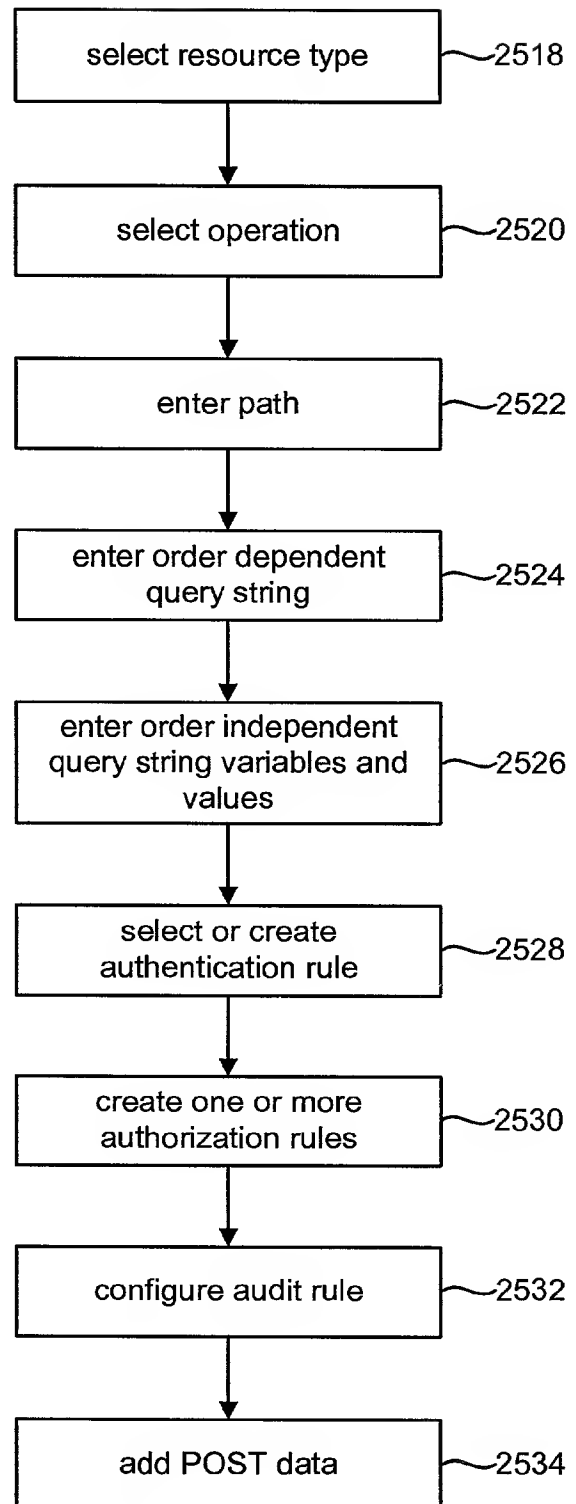 select resource type
2518
select operation
2520
enter path
2522
enter order dependent
query string
2524
enter order independent
query string variables and
values
2526
select or create
authentication rule
2528
create one or more
authorization rules
2530
configure audit rule
2532
add POST data
2534